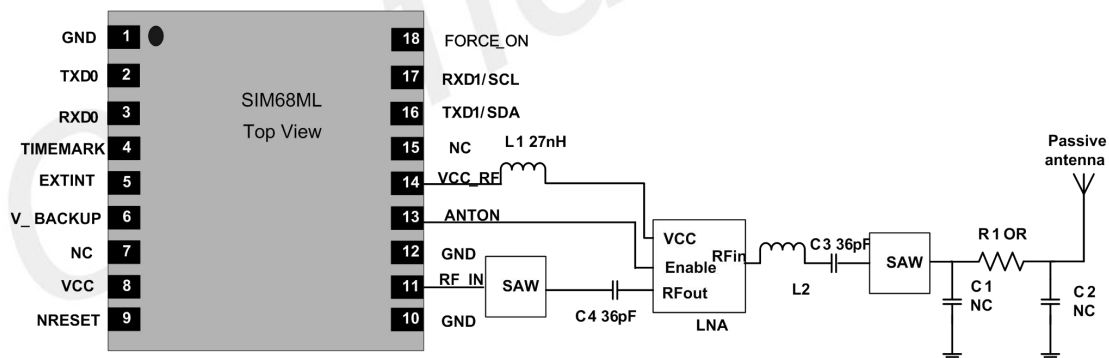 GND 1
18 FORCE_ON
TXD0 2
17 RXD1/SCL
RXD0 3
16 TXD1/SDA
SIM68ML
Top View
TIMEMARK 4
15 NC
L1 27nH
Passive
antenna
EXTINT 5
14 VCC_RF
V_BACKUP 6
13 ANTON
NC 7
12 GND
VCC 8
11 RF_IN
NRESET 9
10 GND
SAW
C4 36pF
VCC
RFin
Enable
RFout
LNA
L2
C3 36pF
SAW
R1 0R
C1
NC
C2
NC